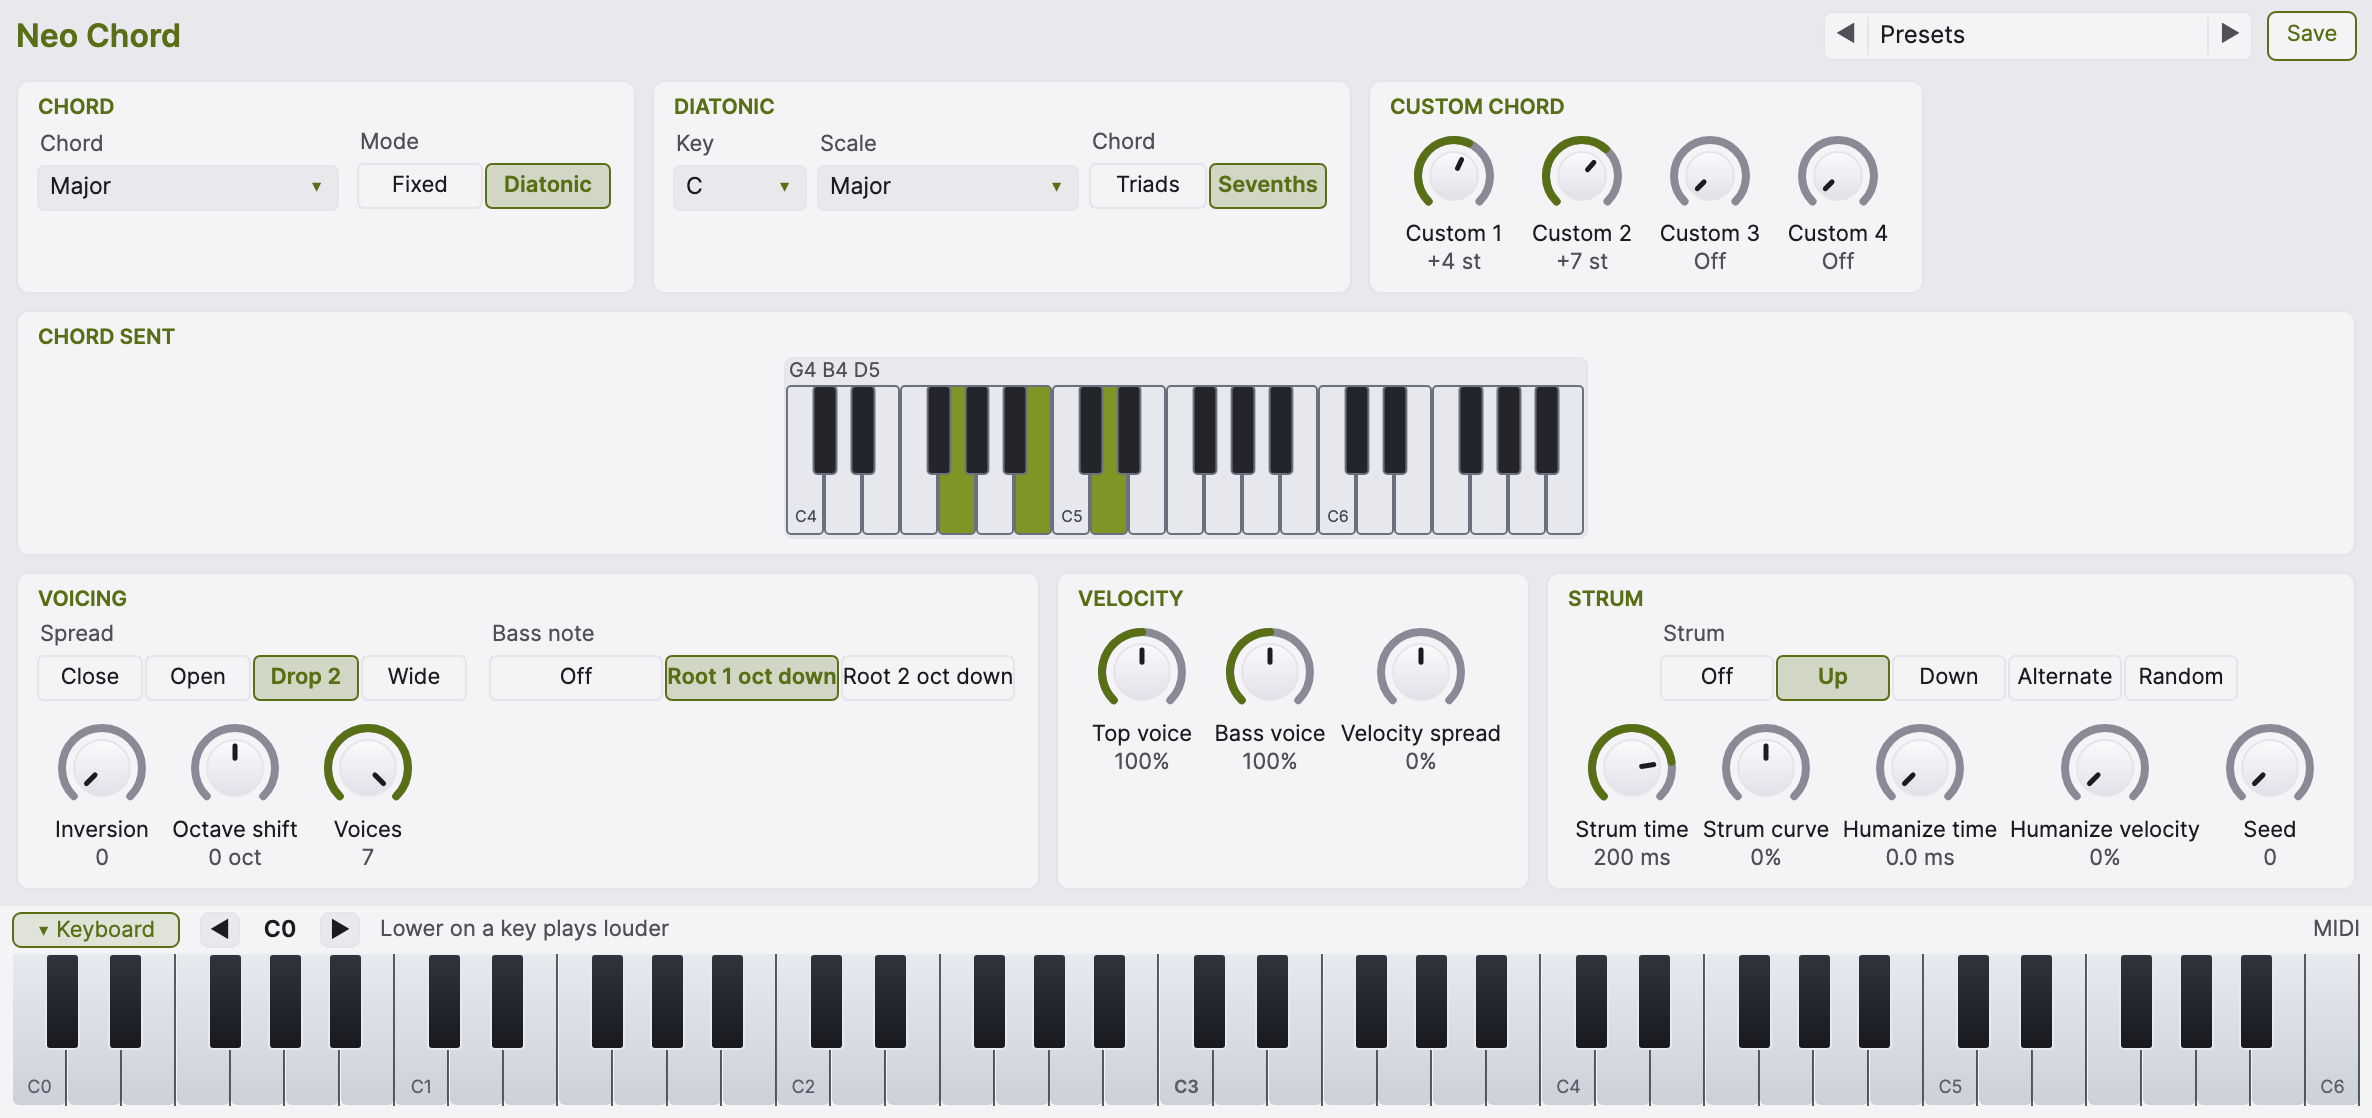 Neo Chord
Presets
Save
CHORD
Chord
Mode
Major
Fixed
Diatonic
DIATONIC
Key
Scale
Chord
C
Major
Triads
Sevenths
CUSTOM CHORD
Custom 1
Custom 2
Custom 3
Custom 4
+4 st
+7 st
Off
Off
CHORD SENT
G4 B4 D5
C4
C5
C6
VOICING
Spread
Bass note
Close
Open
Drop 2
Wide
Off
Root 1 oct down
Root 2 oct down
Inversion
Octave shift
Voices
0
0 oct
7
VELOCITY
Top voice
Bass voice
Velocity spread
100%
100%
0%
STRUM
Strum
Off
Up
Down
Alternate
Random
Strum time
Strum curve
Humanize time
Humanize velocity
Seed
200 ms
0%
0.0 ms
0%
0
Keyboard
C0
Lower on a key plays louder
MIDI
C0
C1
C2
C3
C4
C5
C6